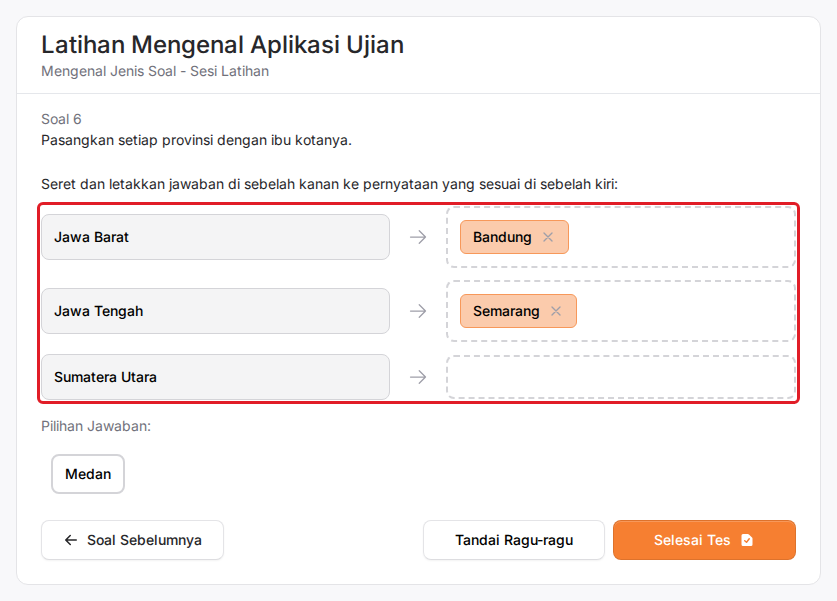 Latihan Mengenal Aplikasi Ujian
Mengenal Jenis Soal - Sesi Latihan
Soal 6
Pasangkan setiap provinsi dengan ibu kotanya.
Seret dan letakkan jawaban di sebelah kanan ke pernyataan yang sesuai di sebelah kiri:
Jawa Barat → Bandung ×
Jawa Tengah → Semarang ×
Sumatera Utara →
Pilihan Jawaban:
Medan
← Soal Sebelumnya Tandai Ragu-ragu Selesai Tes